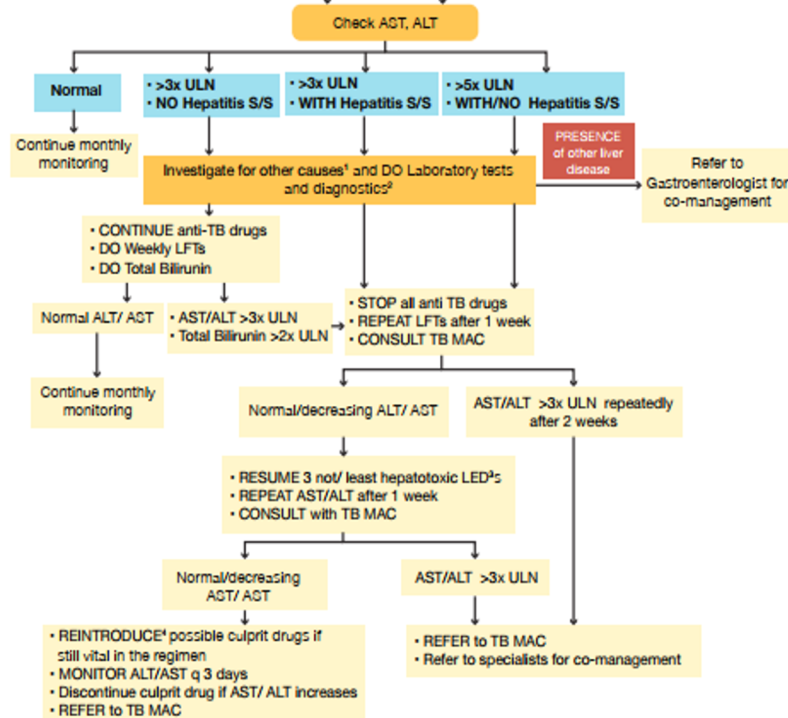 Check AST, ALT
Normal
• >3x ULN
• NO Hepatitis S/S
• >3x ULN
• WITH Hepatitis S/S
• >5x ULN
• WITH/NO Hepatitis S/S
Continue monthly
monitoring
Investigate for other causes¹ and DO Laboratory tests
and diagnostics²
PRESENCE
of other liver
disease
Refer to
Gastroenterologist for
co-management
• CONTINUE anti-TB drugs
• DO Weekly LFTs
• DO Total Bilirunin
Normal ALT/ AST
• AST/ALT >3x ULN
• Total Bilirunin >2x ULN
• STOP all anti TB drugs
• REPEAT LFTs after 1 week
• CONSULT TB MAC
Continue monthly
monitoring
Normal/decreasing ALT/ AST
AST/ALT >3x ULN repeatedly
after 2 weeks
• RESUME 3 not/ least hepatotoxic LED³s
• REPEAT AST/ALT after 1 week
• CONSULT with TB MAC
Normal/decreasing
AST/ AST
AST/ALT >3x ULN
• REINTRODUCE⁴ possible culprit drugs if
still vital in the regimen
• MONITOR ALT/AST q 3 days
• Discontinue culprit drug if AST/ ALT increases
• REFER to TB MAC
• REFER to TB MAC
• Refer to specialists for co-management